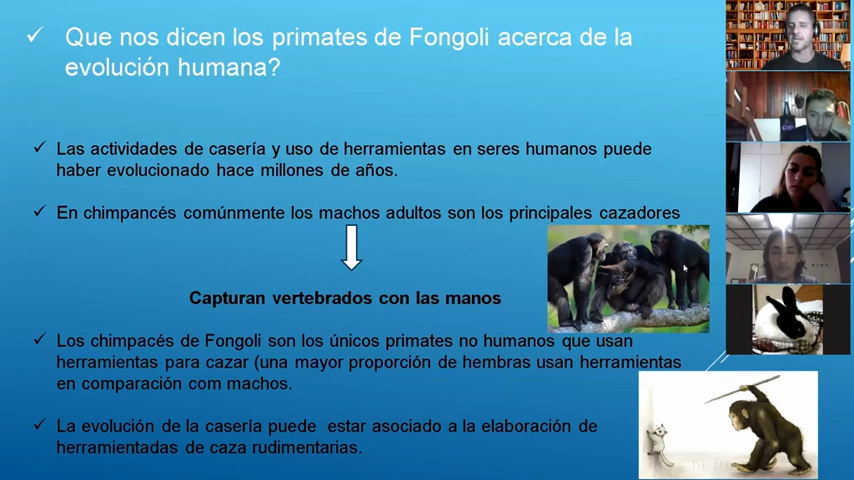 Que nos dicen los primates de Fongoli acerca de la
evolución humana?
Las actividades de casería y uso de herramientas en seres humanos puede
haber evolucionado hace millones de años.
En chimpancés comúnmente los machos adultos son los principales cazadores
Capturan vertebrados con las manos
Los chimpacés de Fongoli son los únicos primates no humanos que usan
herramientas para cazar (una mayor proporción de hembras usan herramientas
en comparación com machos.
La evolución de la casería puede estar asociado a la elaboración de
herramientadas de caza rudimentarias.